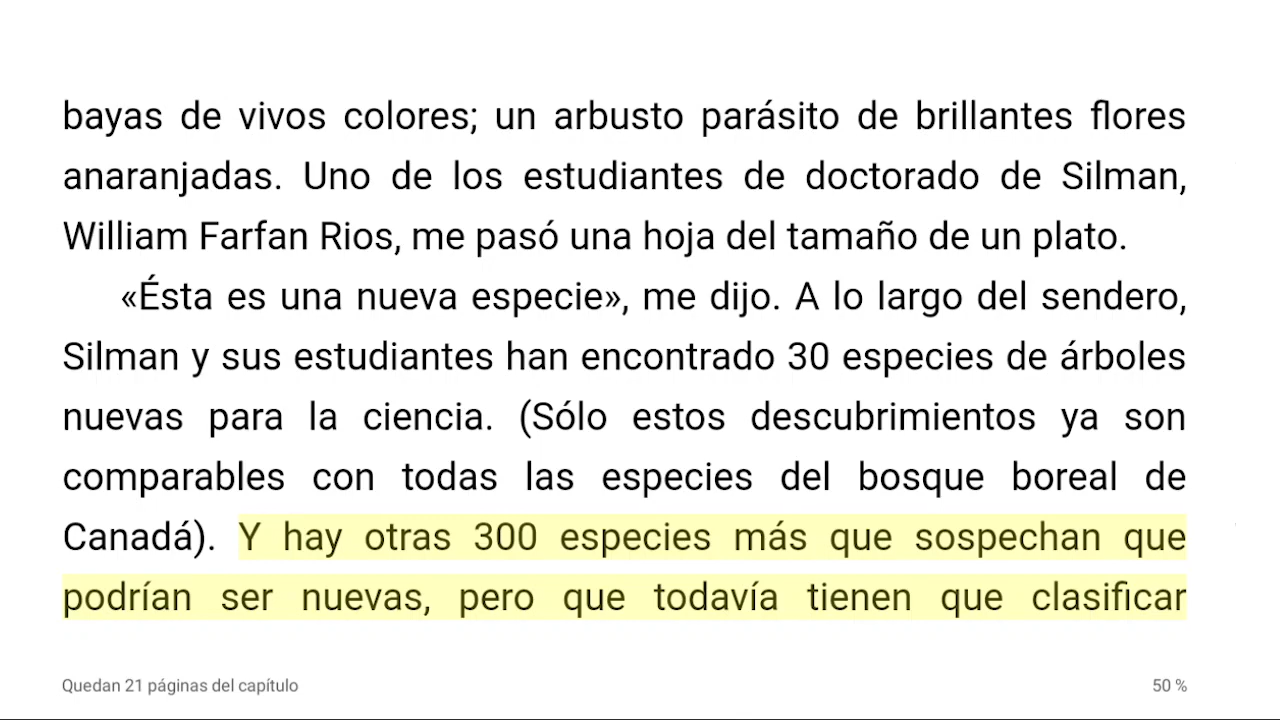 bayas de vivos colores; un arbusto parásito de brillantes flores
anaranjadas. Uno de los estudiantes de doctorado de Silman,
William Farfan Rios, me pasó una hoja del tamaño de un plato.
«Ésta es una nueva especie», me dijo. A lo largo del sendero,
Silman y sus estudiantes han encontrado 30 especies de árboles
nuevas para la ciencia. (Sólo estos descubrimientos ya son
comparables con todas las especies del bosque boreal de
Canadá). Y hay otras 300 especies más que sospechan que
podrían ser nuevas, pero que todavía tienen que clasificar
Quedan 21 páginas del capítulo
50 %